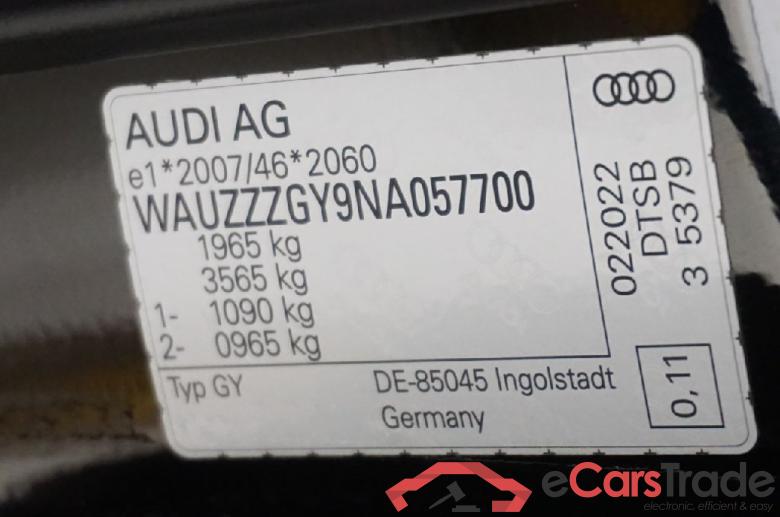 AUDI AG
e1*2007/46*2060
WAUZZZGY9NA057700
1965 kg
3565 kg
1- 1090 kg
2- 0965 kg
Typ GY
DE-85045 Ingolstadt
Germany
022022
DTSB
3 5379
0,11
eCarsTrade
electronic, efficient & easy